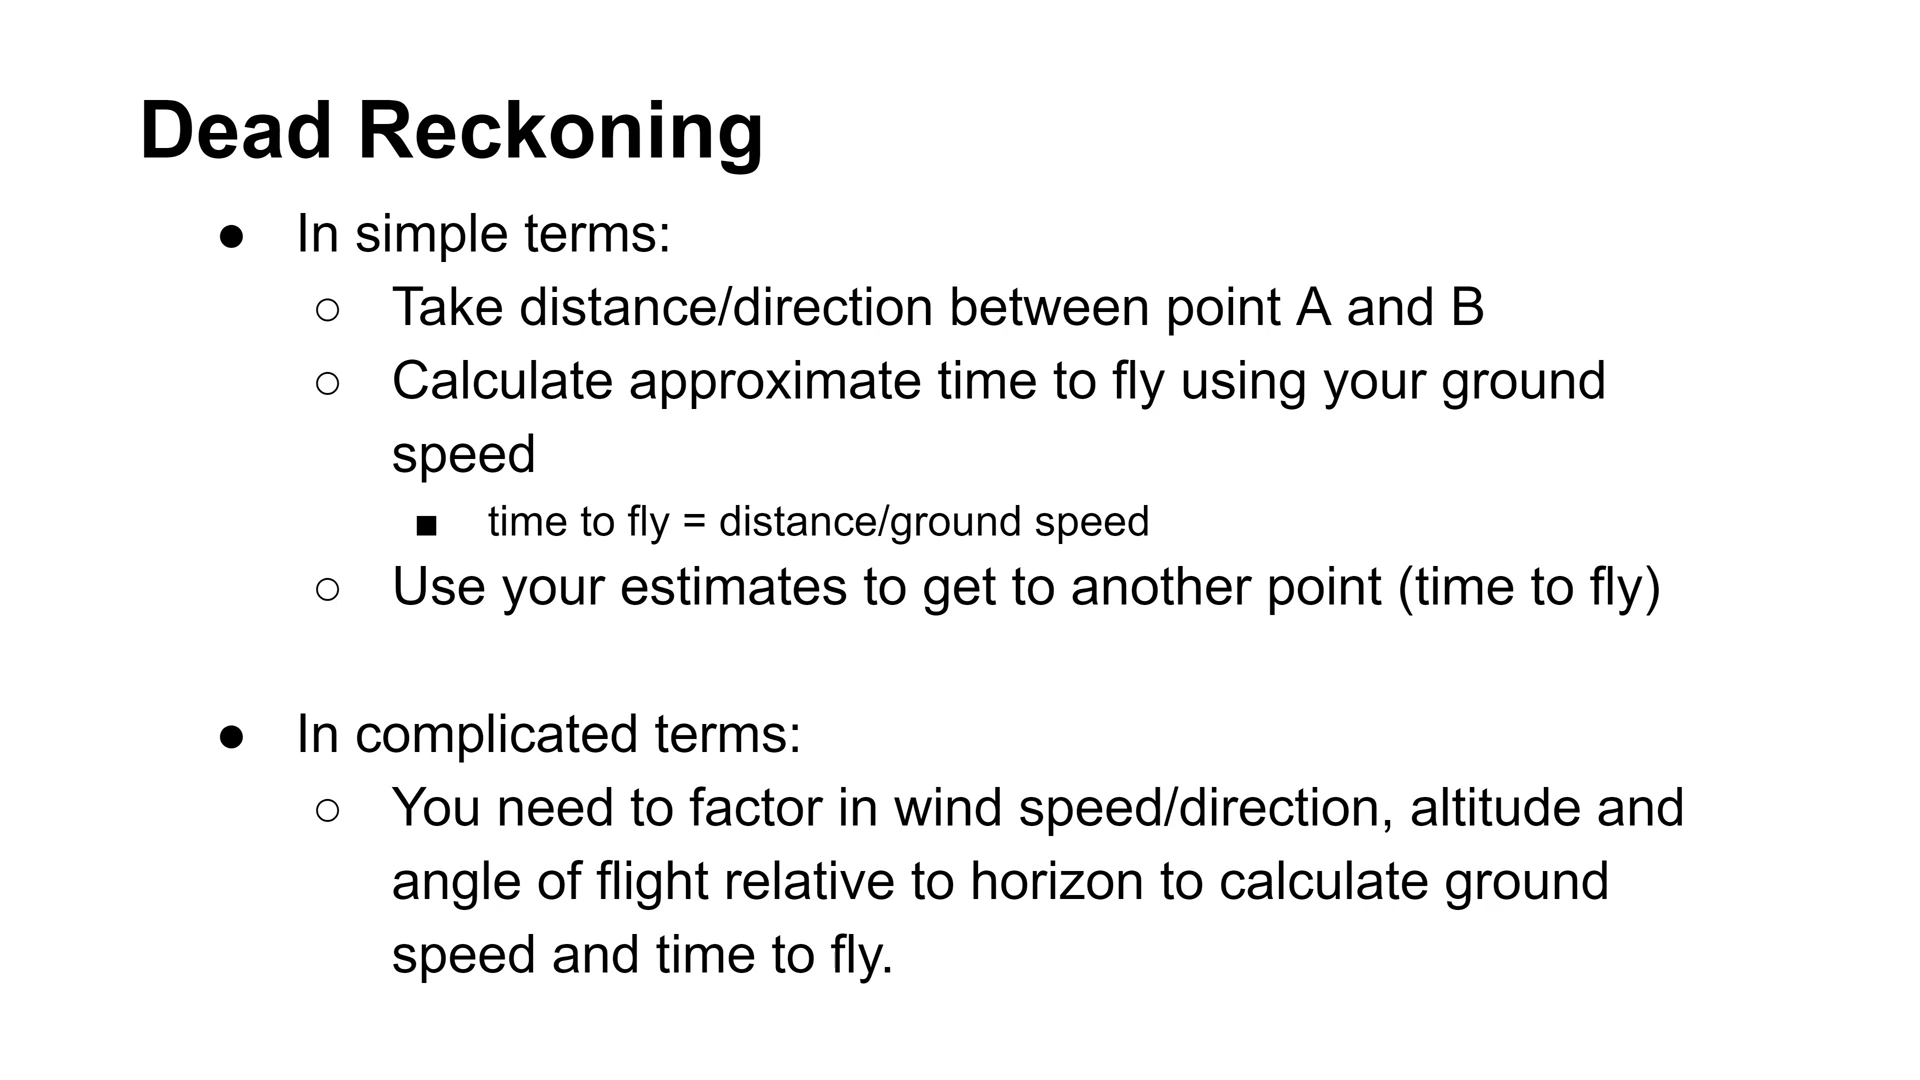 Dead Reckoning
● In simple terms:
○ Take distance/direction between point A and B
○ Calculate approximate time to fly using your ground
speed
■ time to fly = distance/ground speed
○ Use your estimates to get to another point (time to fly)
● In complicated terms:
○ You need to factor in wind speed/direction, altitude and
angle of flight relative to horizon to calculate ground
speed and time to fly.